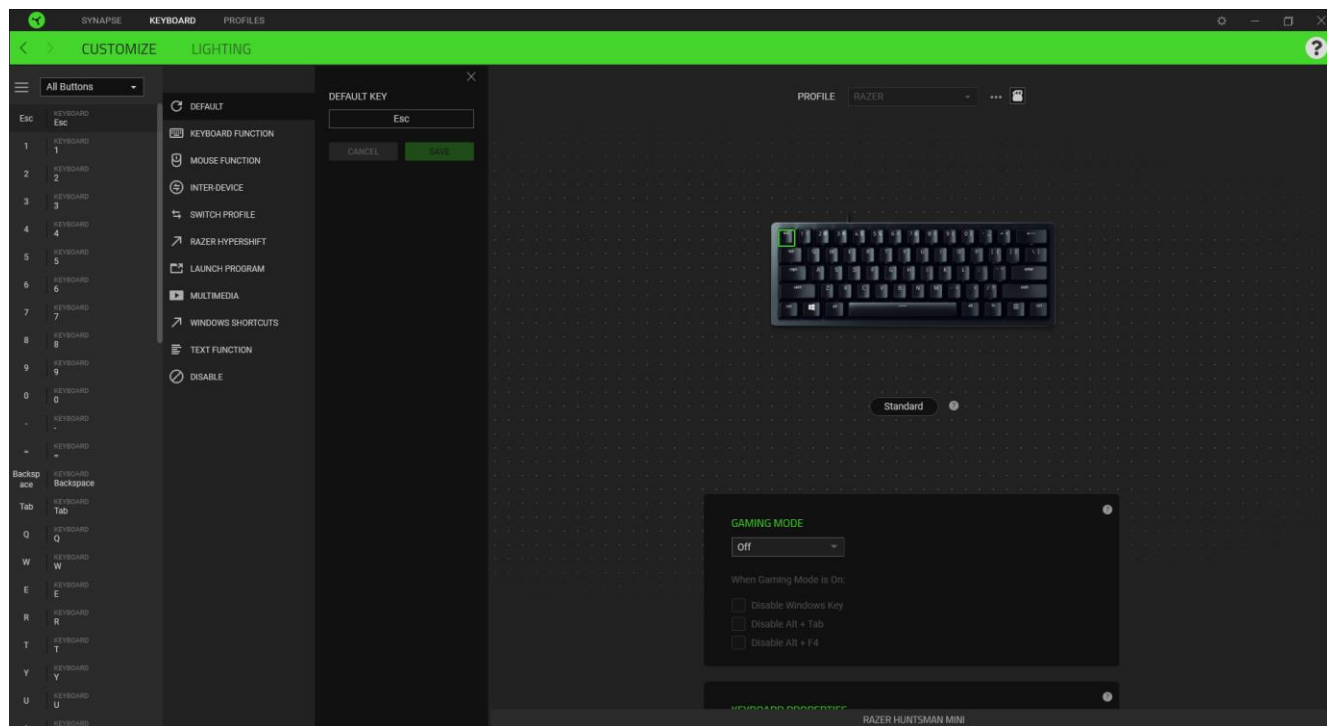 SYNAPSE KEYBOARD PROFILES
CUSTOMIZE LIGHTING
?
All Buttons
Esc KEYBOARD Esc
1 KEYBOARD 1
2 KEYBOARD 2
3 KEYBOARD 3
4 KEYBOARD 4
5 KEYBOARD 5
6 KEYBOARD 6
7 KEYBOARD 7
8 KEYBOARD 8
9 KEYBOARD 9
0 KEYBOARD 0
- KEYBOARD -
= KEYBOARD =
Backsp
ace KEYBOARD Backspace
Tab KEYBOARD Tab
Q KEYBOARD Q
W KEYBOARD W
E KEYBOARD E
R KEYBOARD R
T KEYBOARD T
Y KEYBOARD Y
U KEYBOARD U
KEYBOARD
DEFAULT
KEYBOARD FUNCTION
MOUSE FUNCTION
INTER-DEVICE
SWITCH PROFILE
RAZER HYPERSHIFT
LAUNCH PROGRAM
MULTIMEDIA
WINDOWS SHORTCUTS
TEXT FUNCTION
DISABLE
DEFAULT KEY
Esc
CANCEL SAVE
PROFILE RAZER
Standard ?
GAMING MODE ?
Off
When Gaming Mode is On:
Disable Windows Key
Disable Alt + Tab
Disable Alt + F4
KEYBOARD PROPERTIES ?
RAZER HUNTSMAN MINI